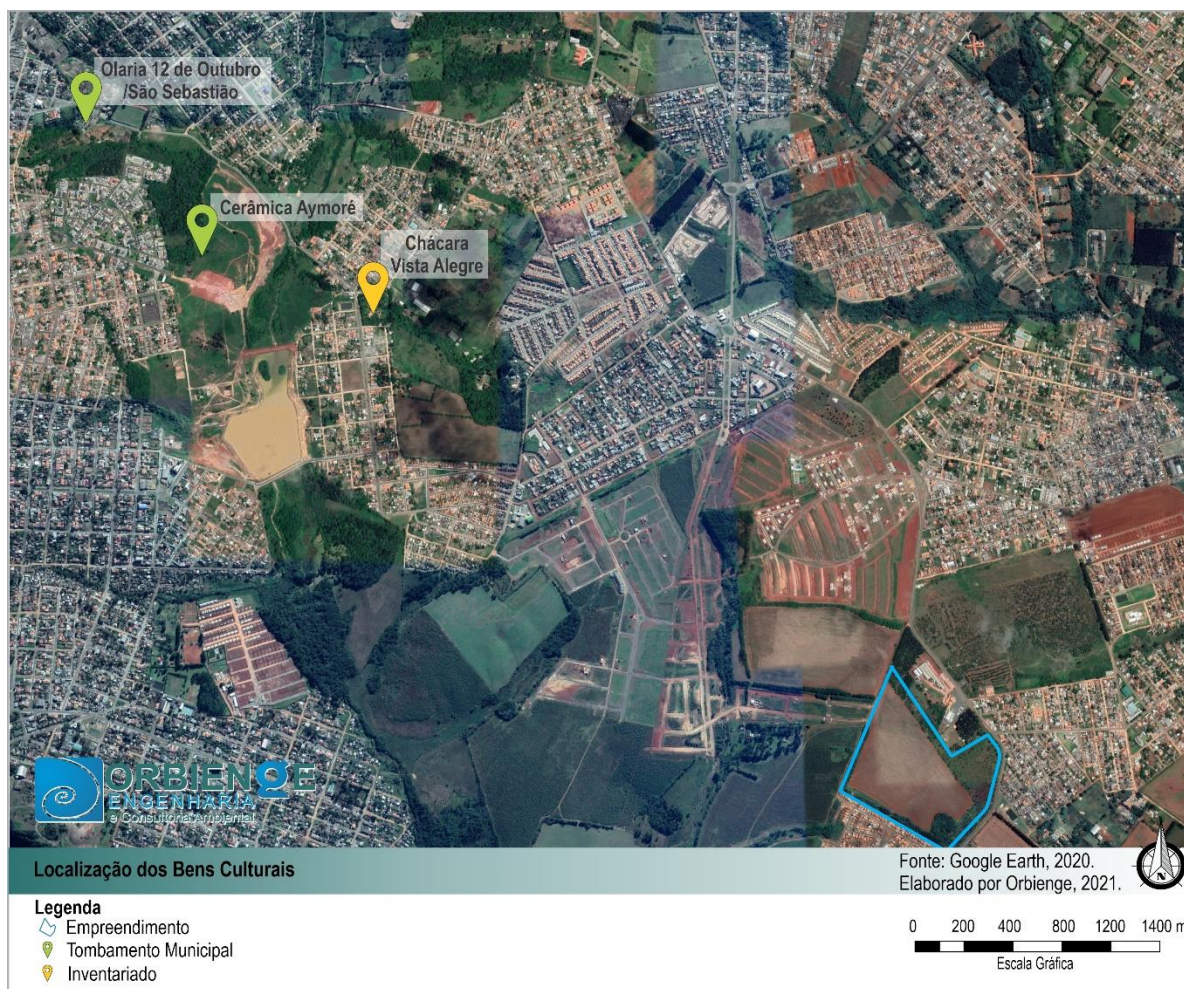 Olaria 12 de Outubro
/São Sebastião
Cerâmica Aymoré
Chácara
Vista Alegre
ORBIENGE
ENGENHARIA
e Consultoria Ambiental
Localização dos Bens Culturais
Fonte: Google Earth, 2020.
Elaborado por Orbienge, 2021.
N
Legenda
Empreendimento
Tombamento Municipal
Inventariado
0 200 400 800 1200 1400 m
Escala Gráfica